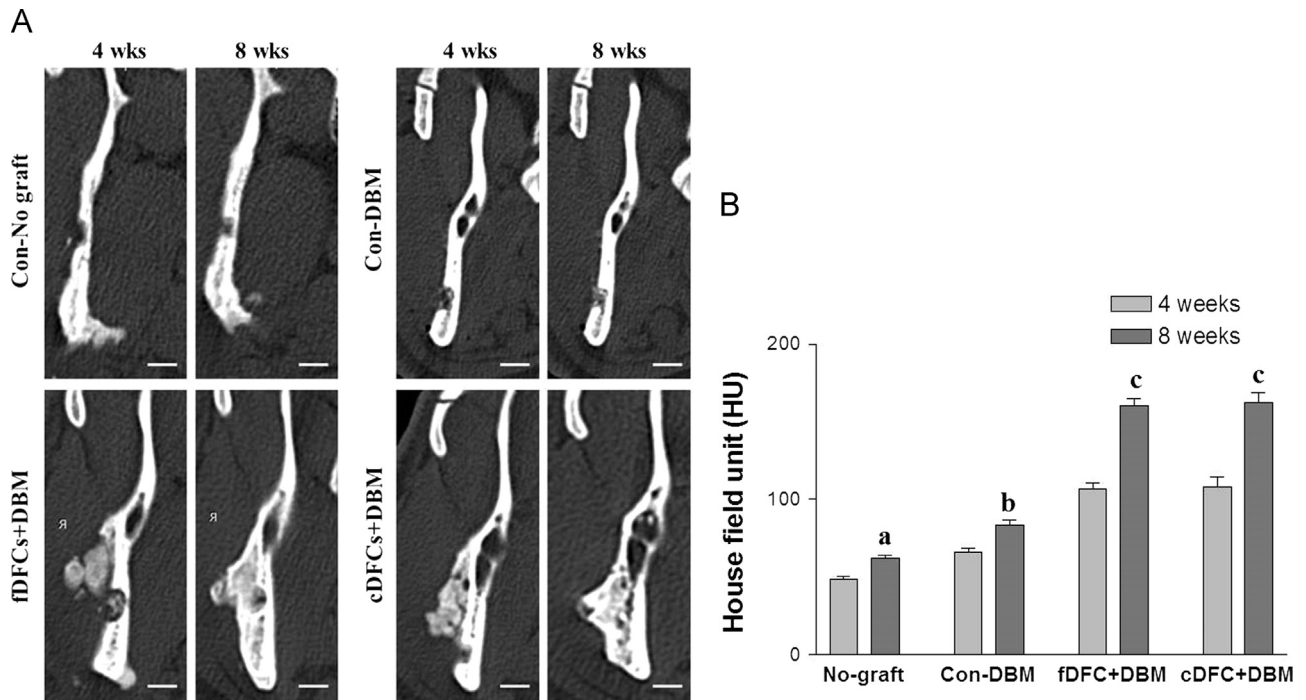 A
4 wks
8 wks
4 wks
8 wks
Con-No graft
Con-DBM
fDFCs+DBM
cDFCs+DBM
Я
Я
B
4 weeks
8 weeks
House field unit (HU)
200
100
0
a
b
c
c
No-graft
Con-DBM
fDFC+DBM
cDFC+DBM